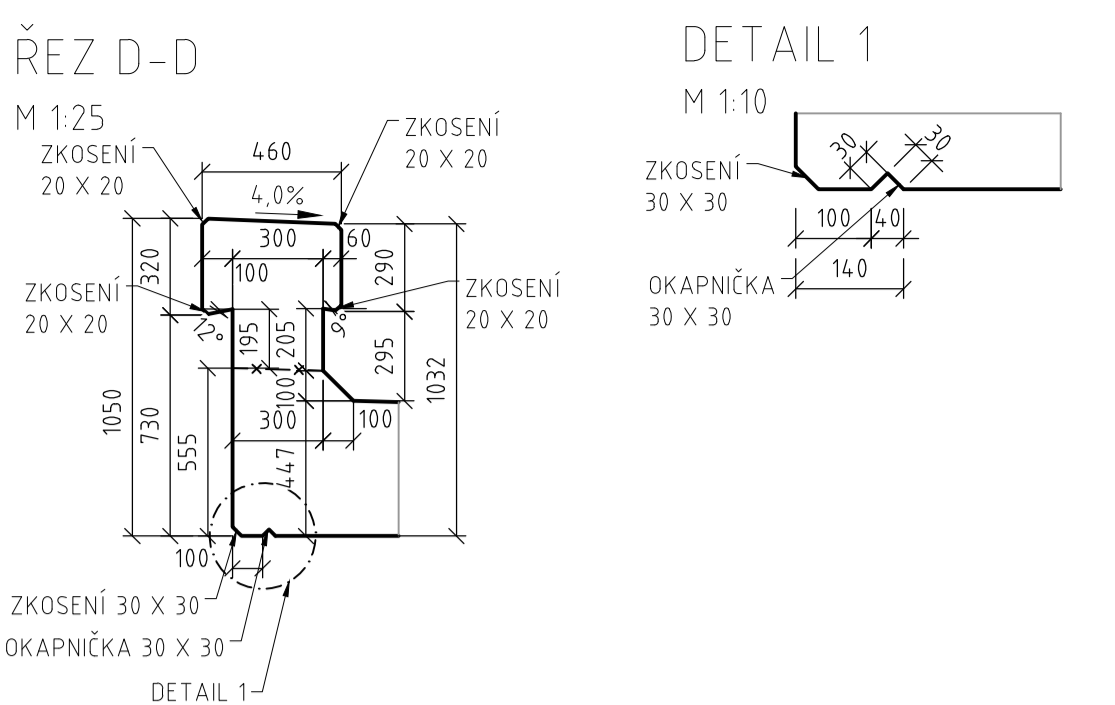 ŘEZ D-D
M 1:25
ZKOSENÍ
20 X 20
460
ZKOSENÍ
20 X 20
4,0%
300
60
100
320
290
ZKOSENÍ
20 X 20
ZKOSENÍ
20 X 20
12°
9°
195
205
295
1032
1050
730
555
100
300
100
447
100
ZKOSENÍ 30 X 30
OKAPNIČKA 30 X 30
DETAIL 1
DETAIL 1
M 1:10
30
30
ZKOSENÍ
30 X 30
100
40
140
OKAPNIČKA
30 X 30